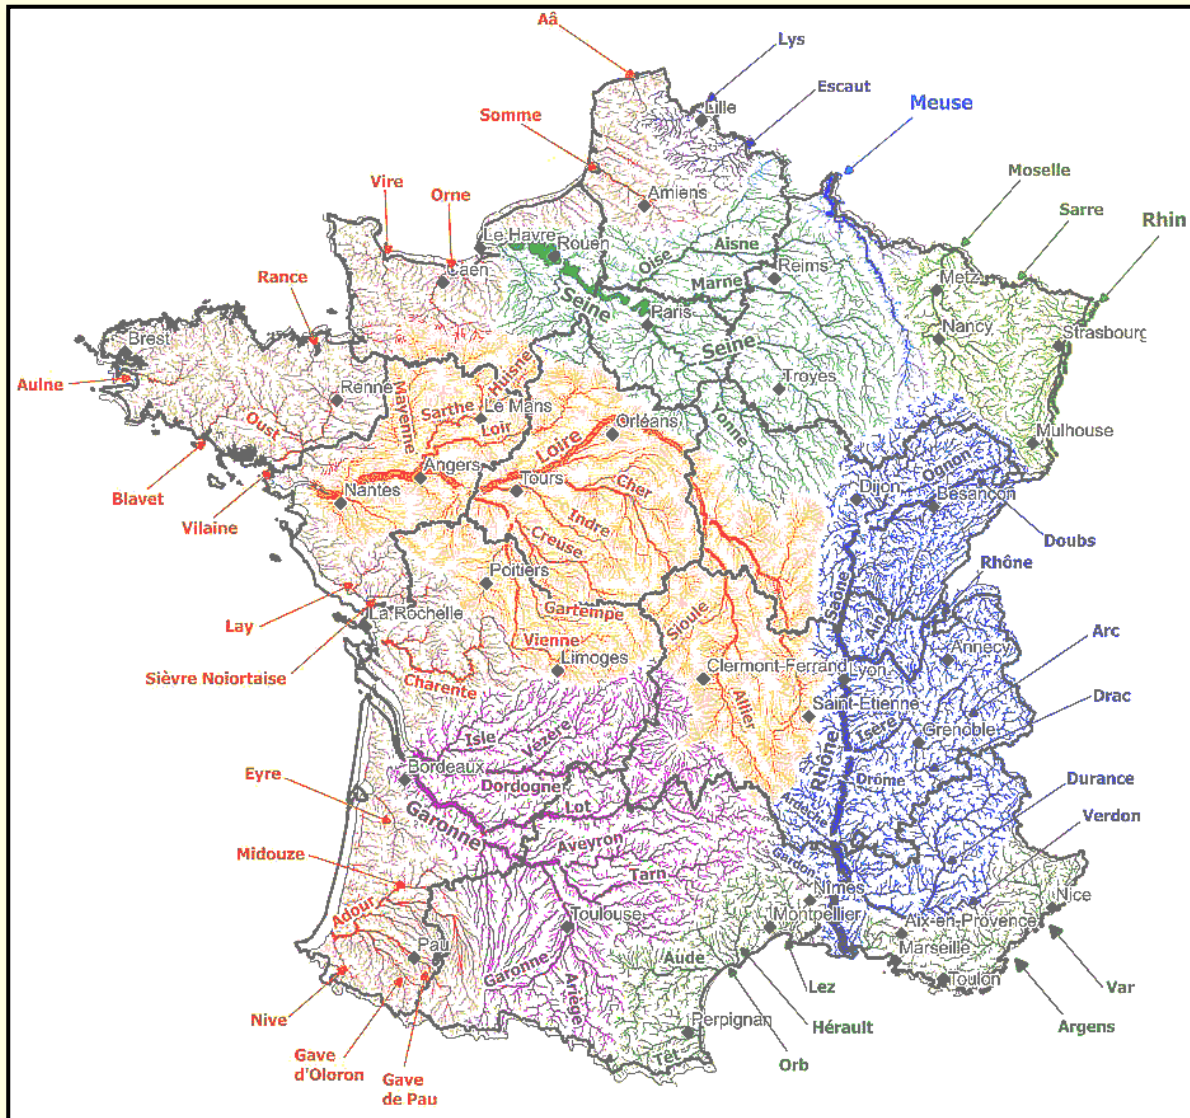 Aâ
Lys
Escaut
Meuse
Somme
Lille
Vire
Orne
Amiens
Moselle
Sarre
Rhin
Le Havre
Rouen
Caen
Oise
Aisne
Marne
Reims
Metz
Rance
Seine
Paris
Seine
Nancy
Strasbourg
Brest
Aulne
Renne
Oust
Mayenne
Sarthe
Huisne
Le Mans
Loir
Troyes
Yonne
Orléans
Loire
Mulhouse
Blavet
Vilaine
Nantes
Angers
Tours
Cher
Indre
Creuse
Dijon
Ognon
Besançon
Doubs
Rhône
Poitiers
Gartempe
Vienne
Sioule
Saône
Ain
Lay
La Rochelle
Sièvre Noiortaise
Charente
Limoges
Clermont-Ferrand
Lyon
Annecy
Arc
Allier
Saint-Etienne
Drac
Isle
Vézère
Isère
Grenoble
Rhône
Drôme
Eyre
Bordeaux
Dordogne
Lot
Ardèche
Durance
Verdon
Garonne
Aveyron
Midouze
Tarn
Gardon
Nîmes
Nice
Adour
Toulouse
Montpellier
Aix-en-Provence
Marseille
Pau
Garonne
Ariège
Aude
Toulon
Lez
Var
Nive
Perpignan
Hérault
Argens
Gave
d'Oloron
Gave
de Pau
Têt
Orb